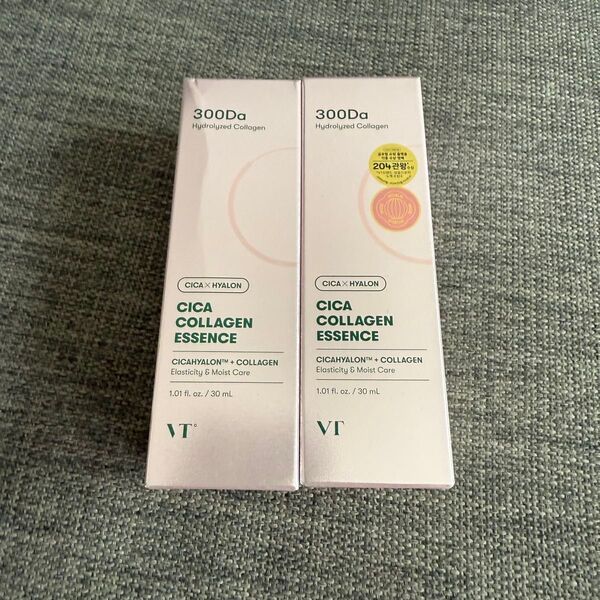 300Da
Hydrolyzed Collagen
CICA × HYALON
CICA
COLLAGEN
ESSENCE
CICAHYALON™ + COLLAGEN
Elasticity & Moist Care
1.01 fl. oz. / 30 mL
VT
300Da
Hydrolyzed Collagen
204관왕
CICA × HYALON
CICA
COLLAGEN
ESSENCE
CICAHYALON™ + COLLAGEN
Elasticity & Moist Care
1.01 fl. oz. / 30 mL
VT